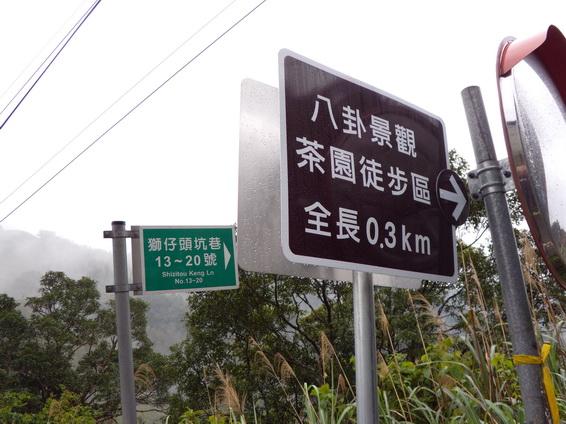 八卦景觀
茶園徒步區
全長0.3km
獅仔頭坑巷
13~20號
Shizitou Keng Ln
No.13~20